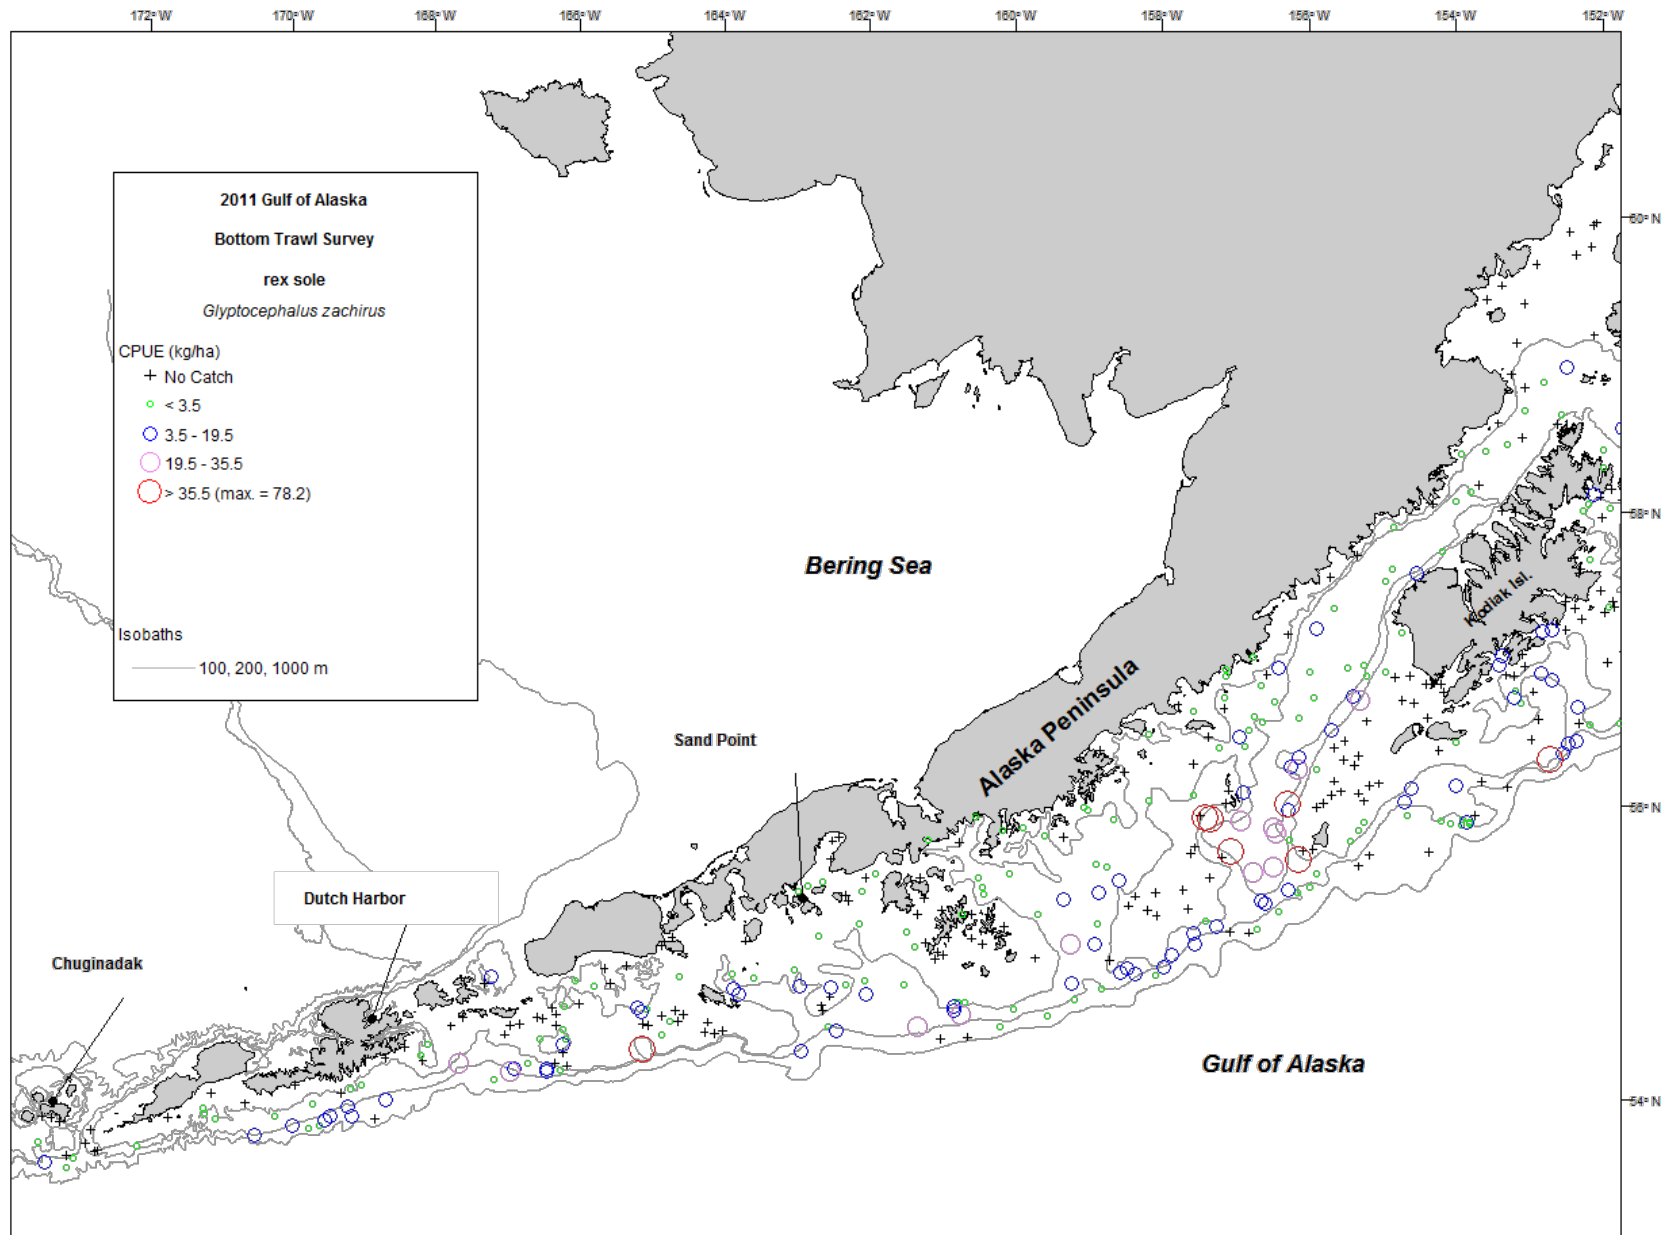 172° W 170° W 168° W 166° W 164° W 162° W 160° W 158° W 156° W 154° W 152° W
2011 Gulf of Alaska
Bottom Trawl Survey
rex sole
Glyptocephalus zachirus
CPUE (kg/ha)
+ No Catch
< 3.5
3.5 - 19.5
19.5 - 35.5
> 35.5 (max. = 78.2)
Isobaths
100, 200, 1000 m
60° N
58° N
Bering Sea
Kodiak Isl.
Alaska Peninsula
Sand Point
56° N
Dutch Harbor
Chuginadak
Gulf of Alaska
54° N